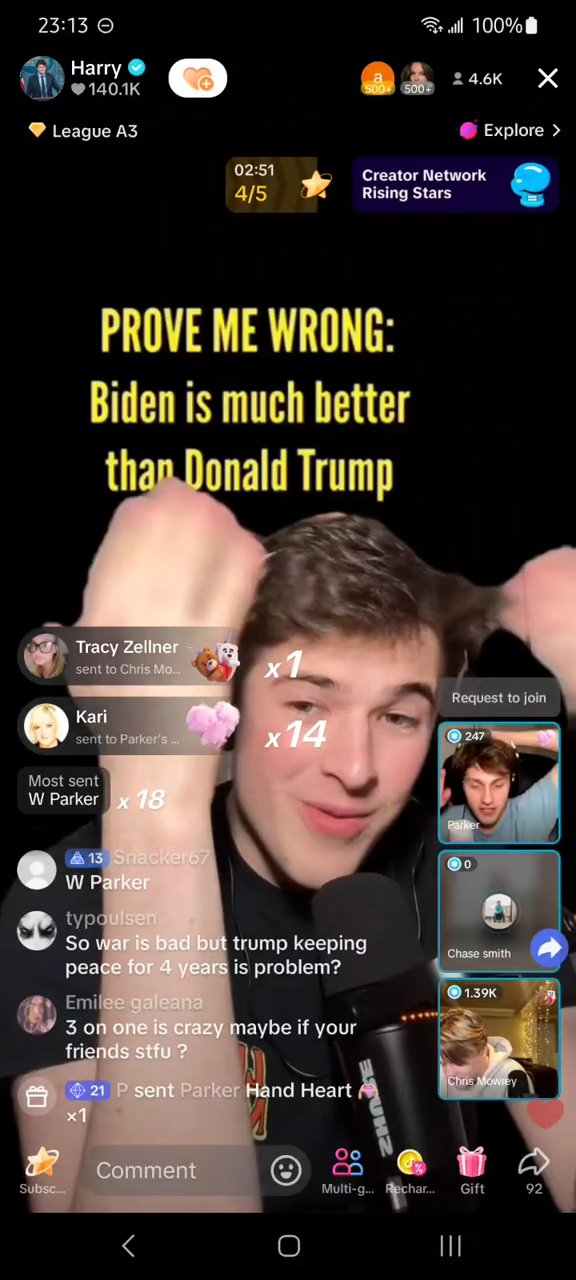 23:13
100%
Harry
140.1K
a
500+
500+
4.6K
League A3
Explore
02:51
4/5
Creator Network
Rising Stars
PROVE ME WRONG:
Biden is much better
than Donald Trump
Tracy Zellner
sent to Chris Mo...
x1
Kari
sent to Parker's ...
x14
Most sent
W Parker
x 18
Request to join
247
Parker
0
Chase smith
1.39K
Chris Mowrey
13 Snacker67
W Parker
typoulsen
So war is bad but trump keeping
peace for 4 years is problem?
Emilee galeana
3 on one is crazy maybe if your
friends stfu ?
21 P sent Parker Hand Heart
×1
SHURE
Subsc...
Comment
Multi-g...
Rechar...
Gift
92